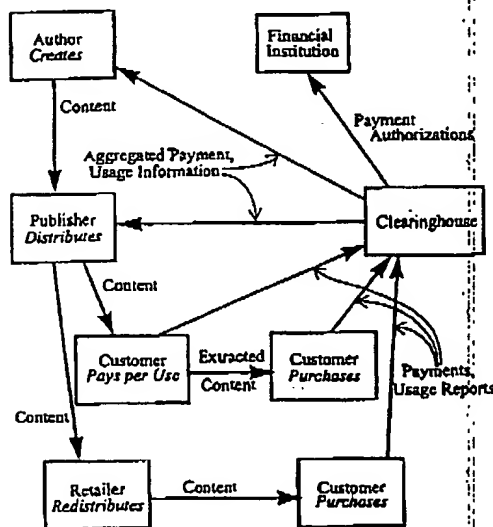 Author
Creates
Financial
Institution
Content
Payment
Authorizations
Aggregated Payment,
Usage Information
Publisher
Distributes
Clearinghouse
Content
Customer
Pays per Use
Extracted
Content
Customer
Purchases
Payments,
Usage Reports
Content
Retailer
Redistributes
Content
Customer
Purchases